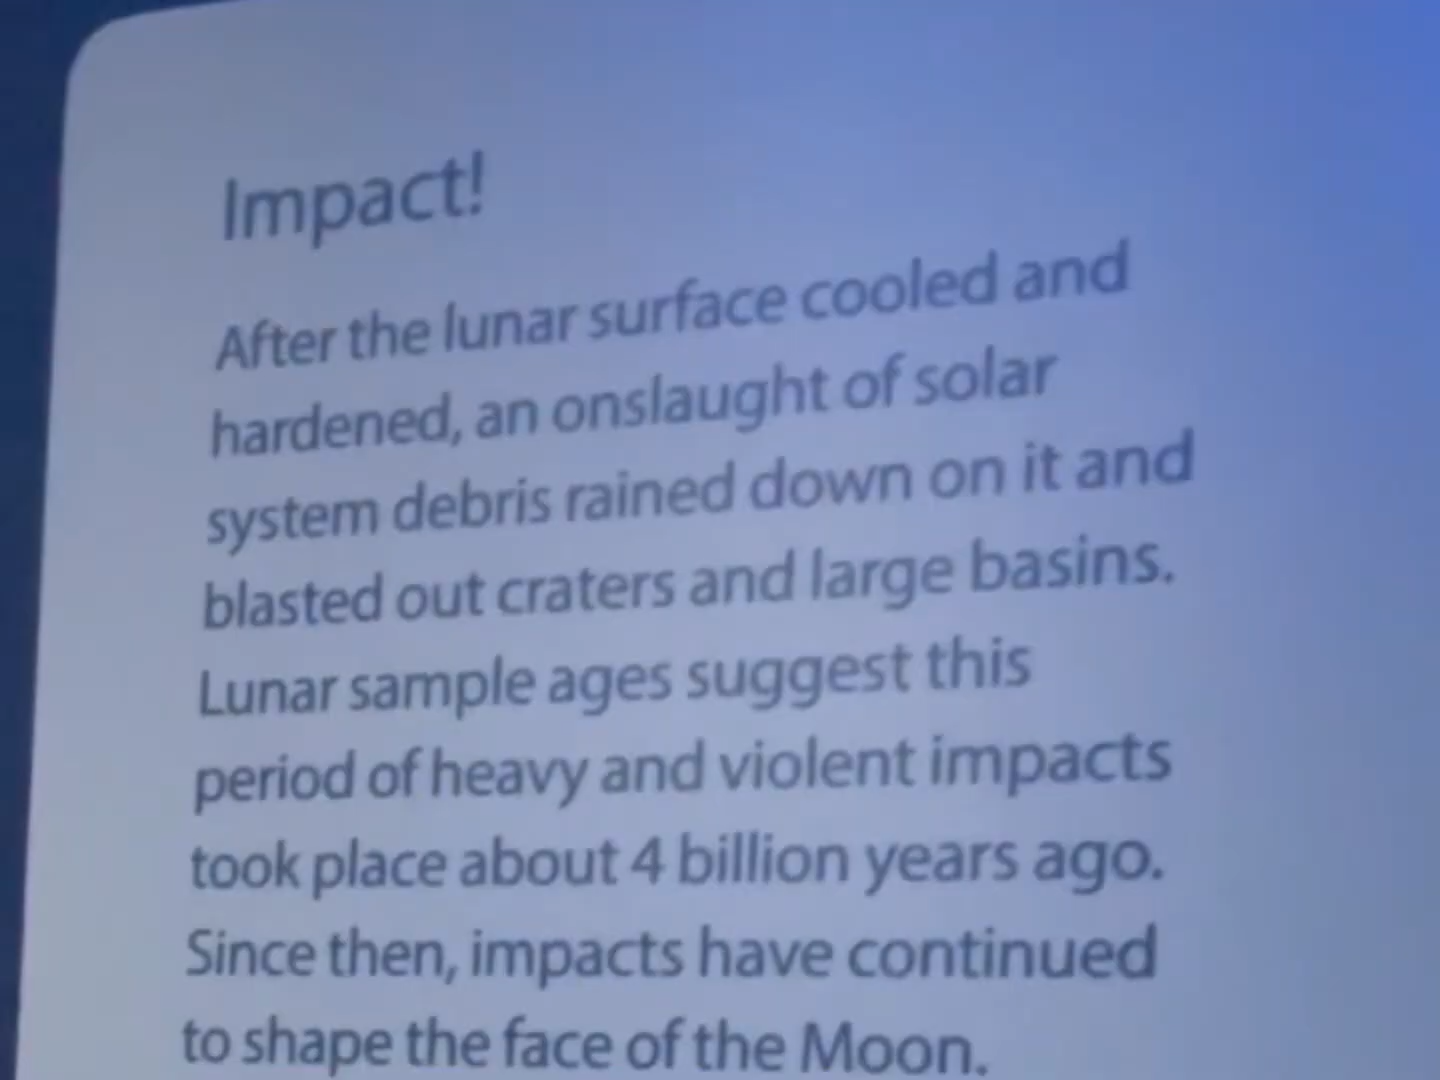 Impact!
After the lunar surface cooled and
hardened, an onslaught of solar
system debris rained down on it and
blasted out craters and large basins.
Lunar sample ages suggest this
period of heavy and violent impacts
took place about 4 billion years ago.
Since then, impacts have continued
to shape the face of the Moon.